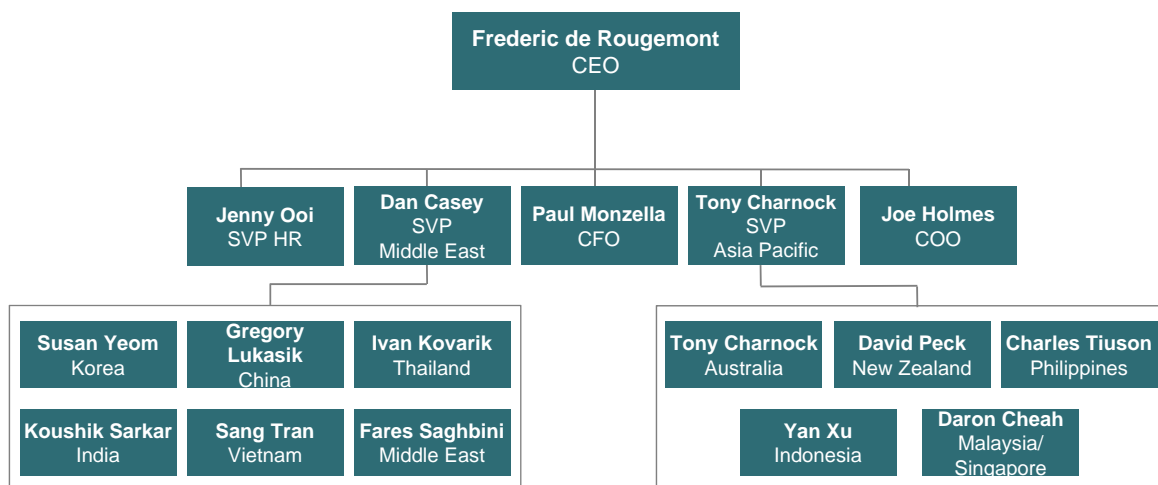 Frederic de Rougemont
CEO
Jenny Ooi
SVP HR
Dan Casey
SVP
Middle East
Paul Monzella
CFO
Tony Charnock
SVP
Asia Pacific
Joe Holmes
COO
Susan Yeom
Korea
Gregory
Lukasik
China
Ivan Kovarik
Thailand
Koushik Sarkar
India
Sang Tran
Vietnam
Fares Saghbini
Middle East
Tony Charnock
Australia
David Peck
New Zealand
Charles Tiuson
Philippines
Yan Xu
Indonesia
Daron Cheah
Malaysia/
Singapore